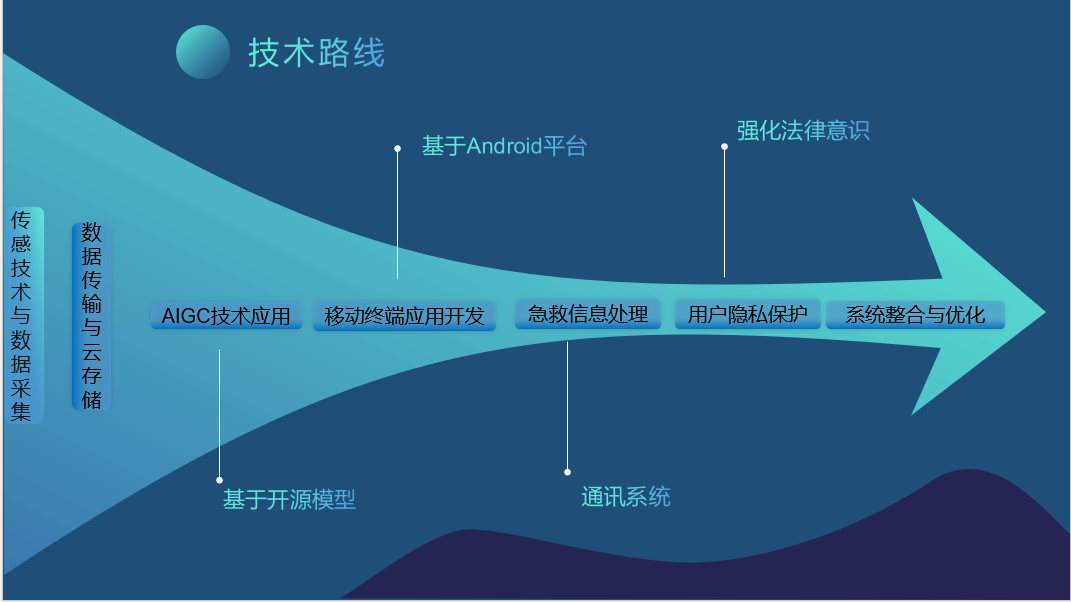 技术路线
基于Android平台
强化法律意识
传感技术与数据采集
数据传输与云存储
AIGC技术应用
移动终端应用开发
急救信息处理
用户隐私保护
系统整合与优化
基于开源模型
通讯系统